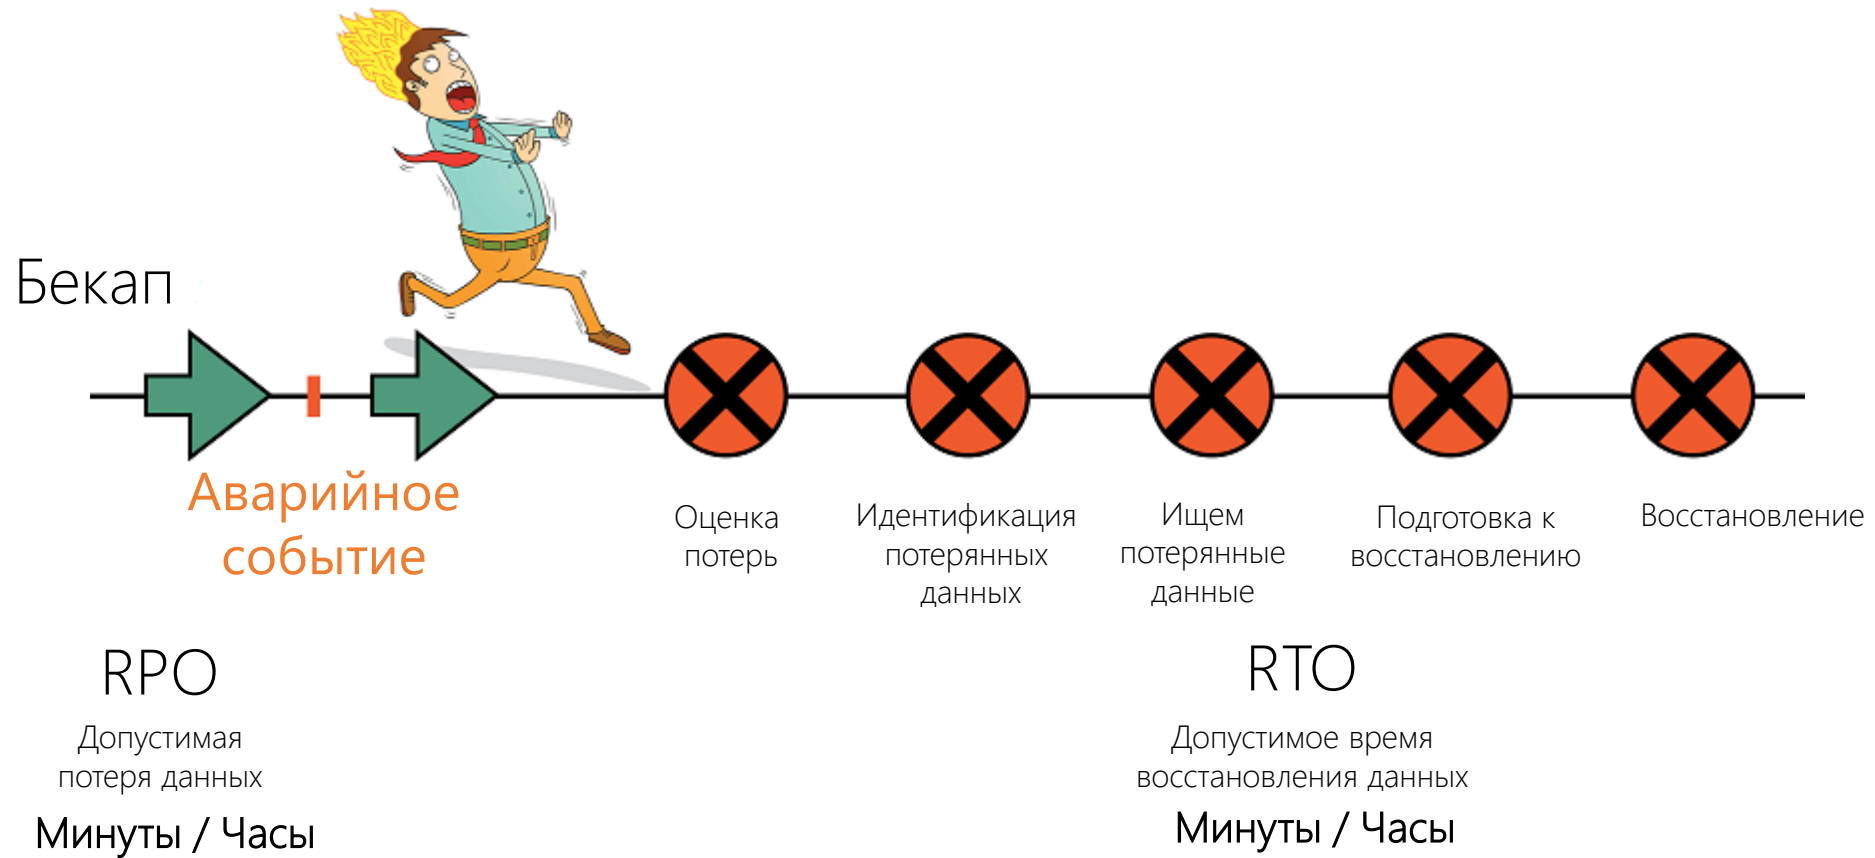 Бекап
Аварийное
событие
Оценка
потерь
Идентификация
потерянных
данных
Ищем
потерянные
данные
Подготовка к
восстановлению
Восстановление
RPO
Допустимая
потеря данных
Минуты / Часы
RTO
Допустимое время
восстановления данных
Минуты / Часы